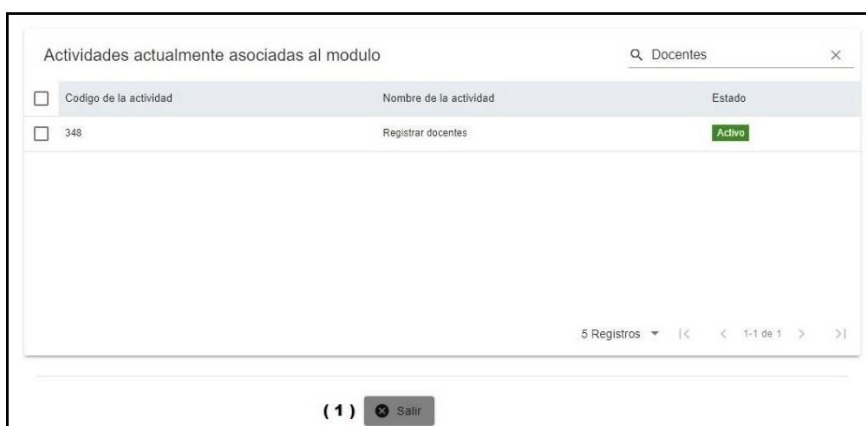 Actividades actualmente asociadas al modulo Docentes
Codigo de la actividad Nombre de la actividad Estado
348 Registrar docentes Activo
5 Registros 1-1 de 1
( 1 ) Salir